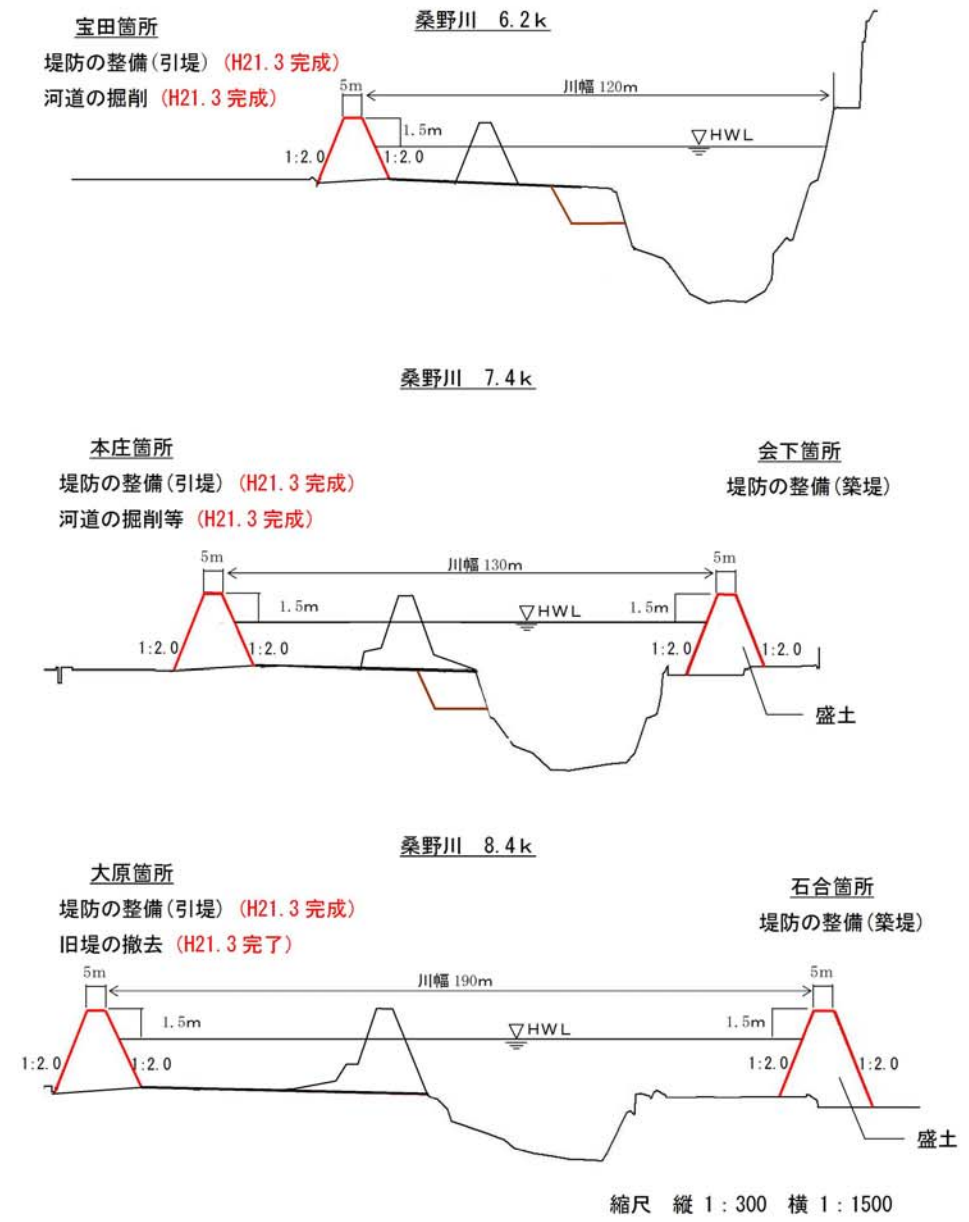 桑野川 6.2k
宝田箇所
堤防の整備(引堤) (H21.3 完成)
河道の掘削 (H21.3 完成)
5m
川幅 120m
1.5m
▽HWL
1:2.0
1:2.0
桑野川 7.4k
本庄箇所
堤防の整備(引堤) (H21.3 完成)
河道の掘削等 (H21.3 完成)
会下箇所
堤防の整備(築堤)
5m
川幅 130m
5m
1.5m
▽HWL
1.5m
1:2.0
1:2.0
1:2.0
1:2.0
盛土
桑野川 8.4k
大原箇所
堤防の整備(引堤) (H21.3 完成)
旧堤の撤去 (H21.3 完了)
石合箇所
堤防の整備(築堤)
5m
川幅 190m
5m
1.5m
▽HWL
1.5m
1:2.0
1:2.0
1:2.0
1:2.0
盛土
縮尺 縦 1:300 横 1:1500